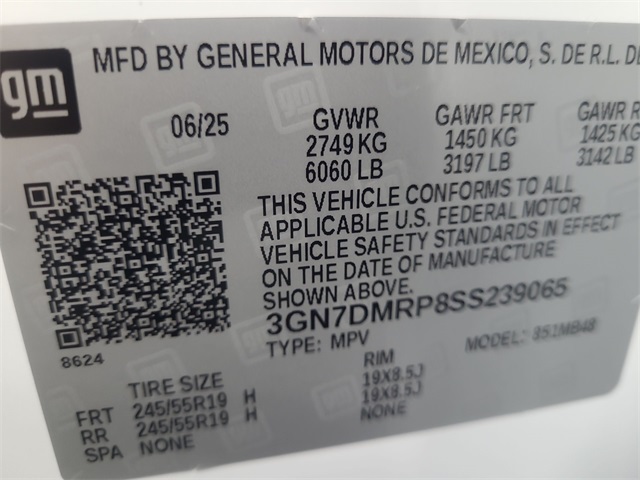 gm
MFD BY GENERAL MOTORS DE MEXICO, S. DE R.L. DE
06/25
GVWR GAWR FRT GAWR R
2749 KG 1450 KG 1425 KG
6060 LB 3197 LB 3142 LB
THIS VEHICLE CONFORMS TO ALL
APPLICABLE U.S. FEDERAL MOTOR
VEHICLE SAFETY STANDARDS IN EFFECT
ON THE DATE OF MANUFACTURE
SHOWN ABOVE.
3GN7DMRP8SS239065
8624
TYPE: MPV MODEL: 851MB48
TIRE SIZE RIM
FRT 245/55R19 H 19X8.5J
RR 245/55R19 H 19X8.5J
SPA NONE NONE